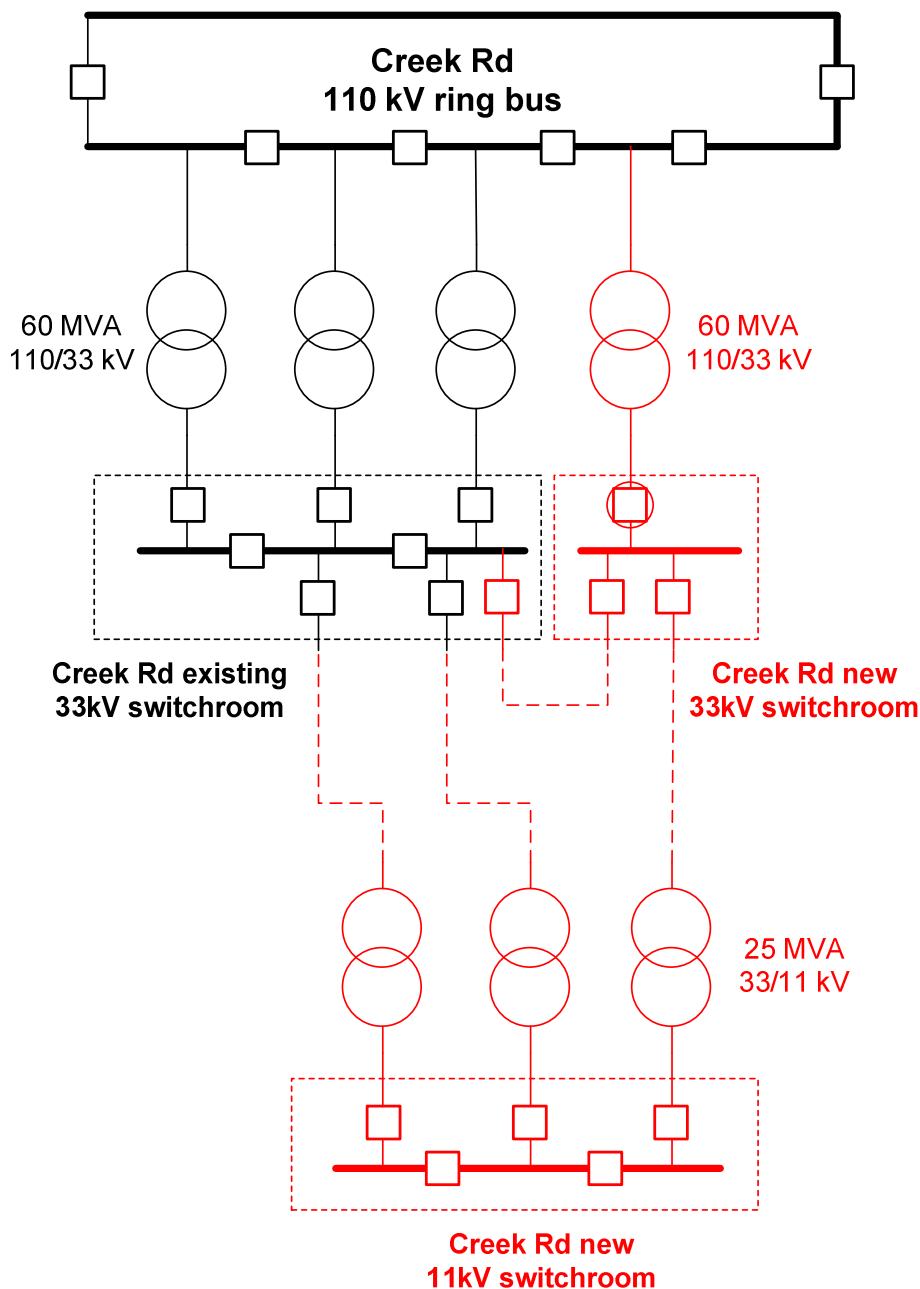 Creek Rd
110 kV ring bus
60 MVA
110/33 kV
60 MVA
110/33 kV
Creek Rd existing
33kV switchroom
Creek Rd new
33kV switchroom
25 MVA
33/11 kV
Creek Rd new
11kV switchroom